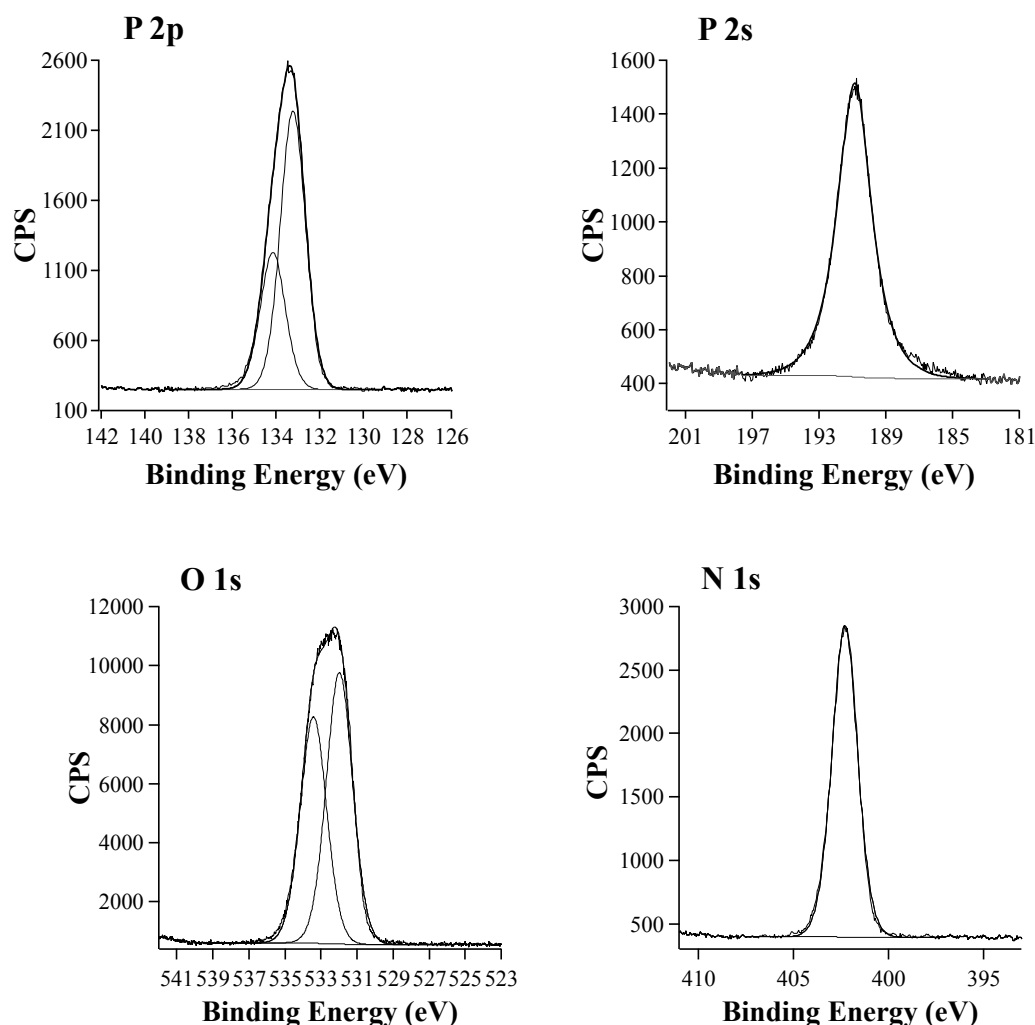 P 2p
2600
2100
1600
1100
600
100
CPS
142 140 138 136 134 132 130 128 126
Binding Energy (eV)
P 2s
1600
1400
1200
1000
800
600
400
CPS
201 197 193 189 185 181
Binding Energy (eV)
O 1s
12000
10000
8000
6000
4000
2000
CPS
541 539 537 535 533 531 529 527 525 523
Binding Energy (eV)
N 1s
3000
2500
2000
1500
1000
500
CPS
410 405 400 395
Binding Energy (eV)